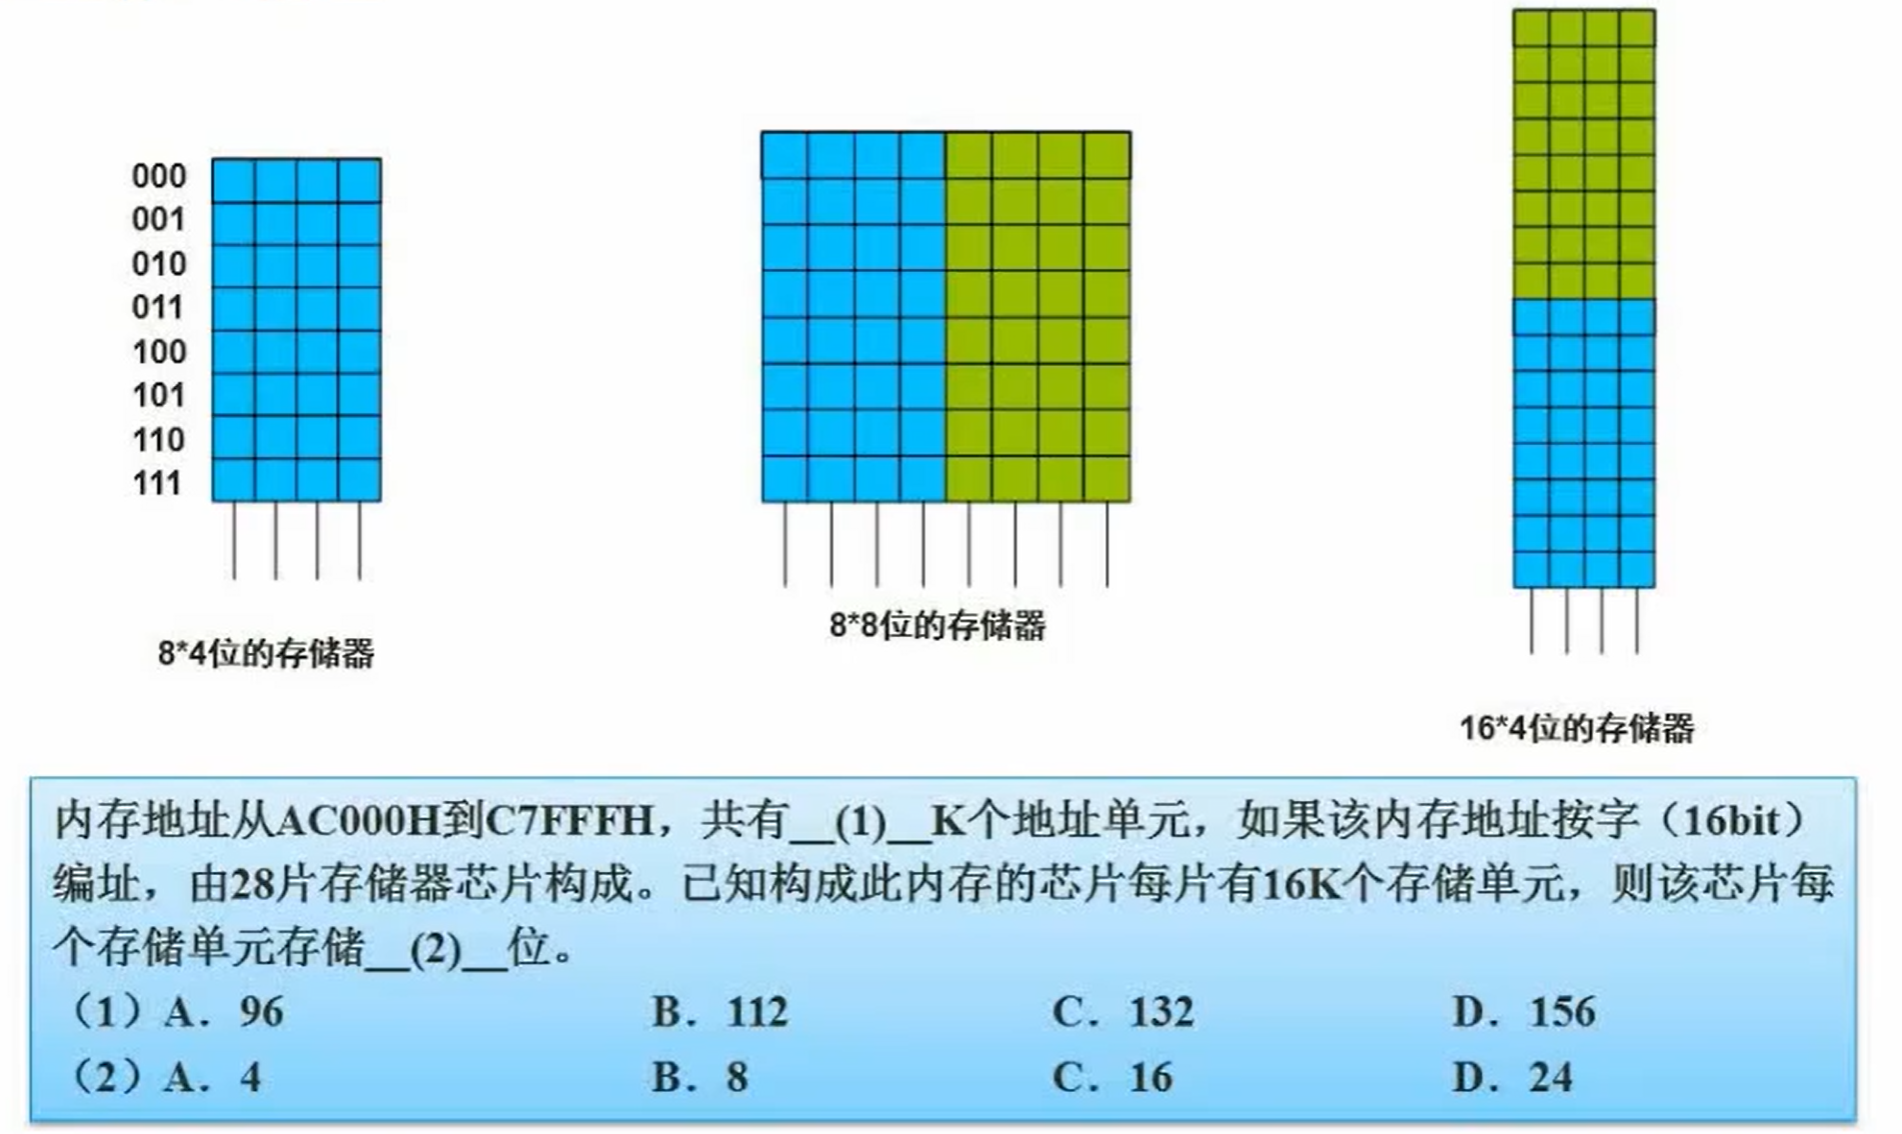 000
001
010
011
100
101
110
111
8*4位的存储器
8*8位的存储器
16*4位的存储器
内存地址从AC000H到C7FFFH，共有__(1)__K个地址单元，如果该内存地址按字（16bit）
编址，由28片存储器芯片构成。已知构成此内存的芯片每片有16K个存储单元，则该芯片每
个存储单元存储__(2)__位。
（1）A．96 B．112 C．132 D．156
（2）A．4 B．8 C．16 D．24